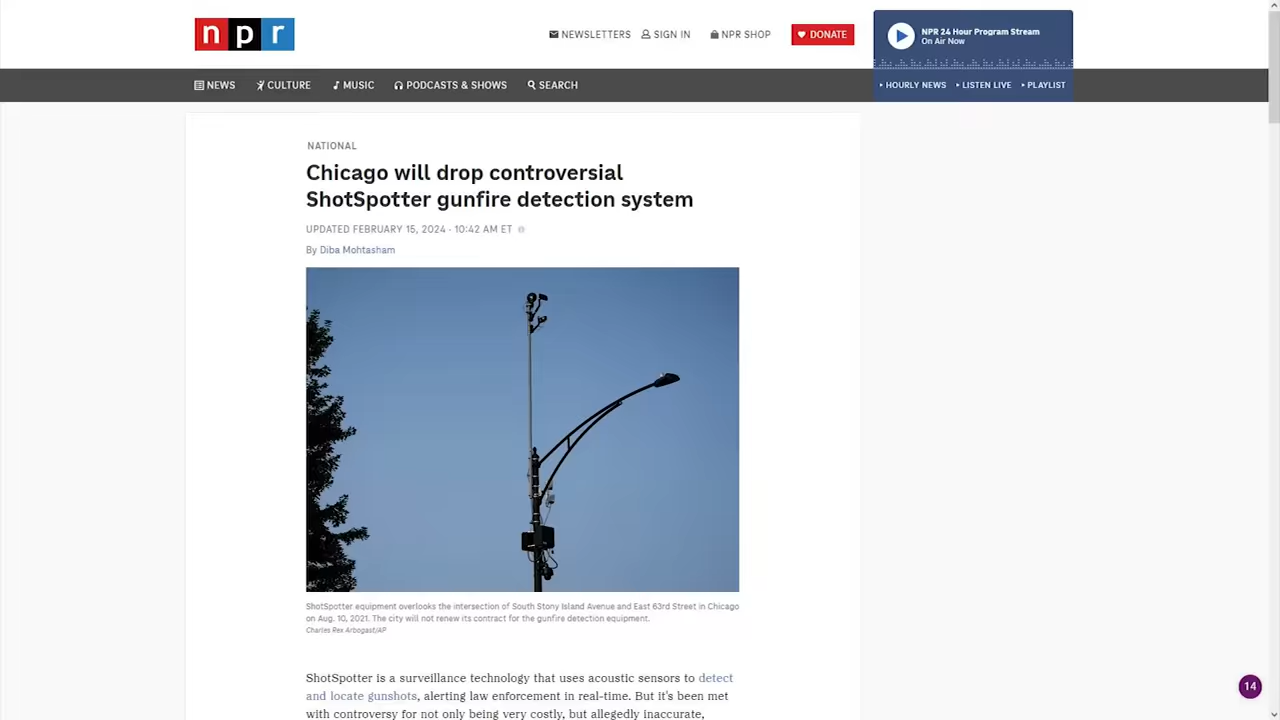 npr
NEWSLETTERS SIGN IN NPR SHOP DONATE
NPR 24 Hour Program Stream
On Air Now
NEWS CULTURE MUSIC PODCASTS & SHOWS SEARCH
HOURLY NEWS LISTEN LIVE PLAYLIST
NATIONAL
Chicago will drop controversial
ShotSpotter gunfire detection system
UPDATED FEBRUARY 15, 2024 · 10:42 AM ET
By Diba Mohtasham
ShotSpotter equipment overlooks the intersection of South Stony Island Avenue and East 63rd Street in Chicago
on Aug. 10, 2021. The city will not renew its contract for the gunfire detection equipment.
Charles Rex Arbogast/AP
ShotSpotter is a surveillance technology that uses acoustic sensors to detect
and locate gunshots, alerting law enforcement in real-time. But it's been met
with controversy for not only being very costly, but allegedly inaccurate,
14